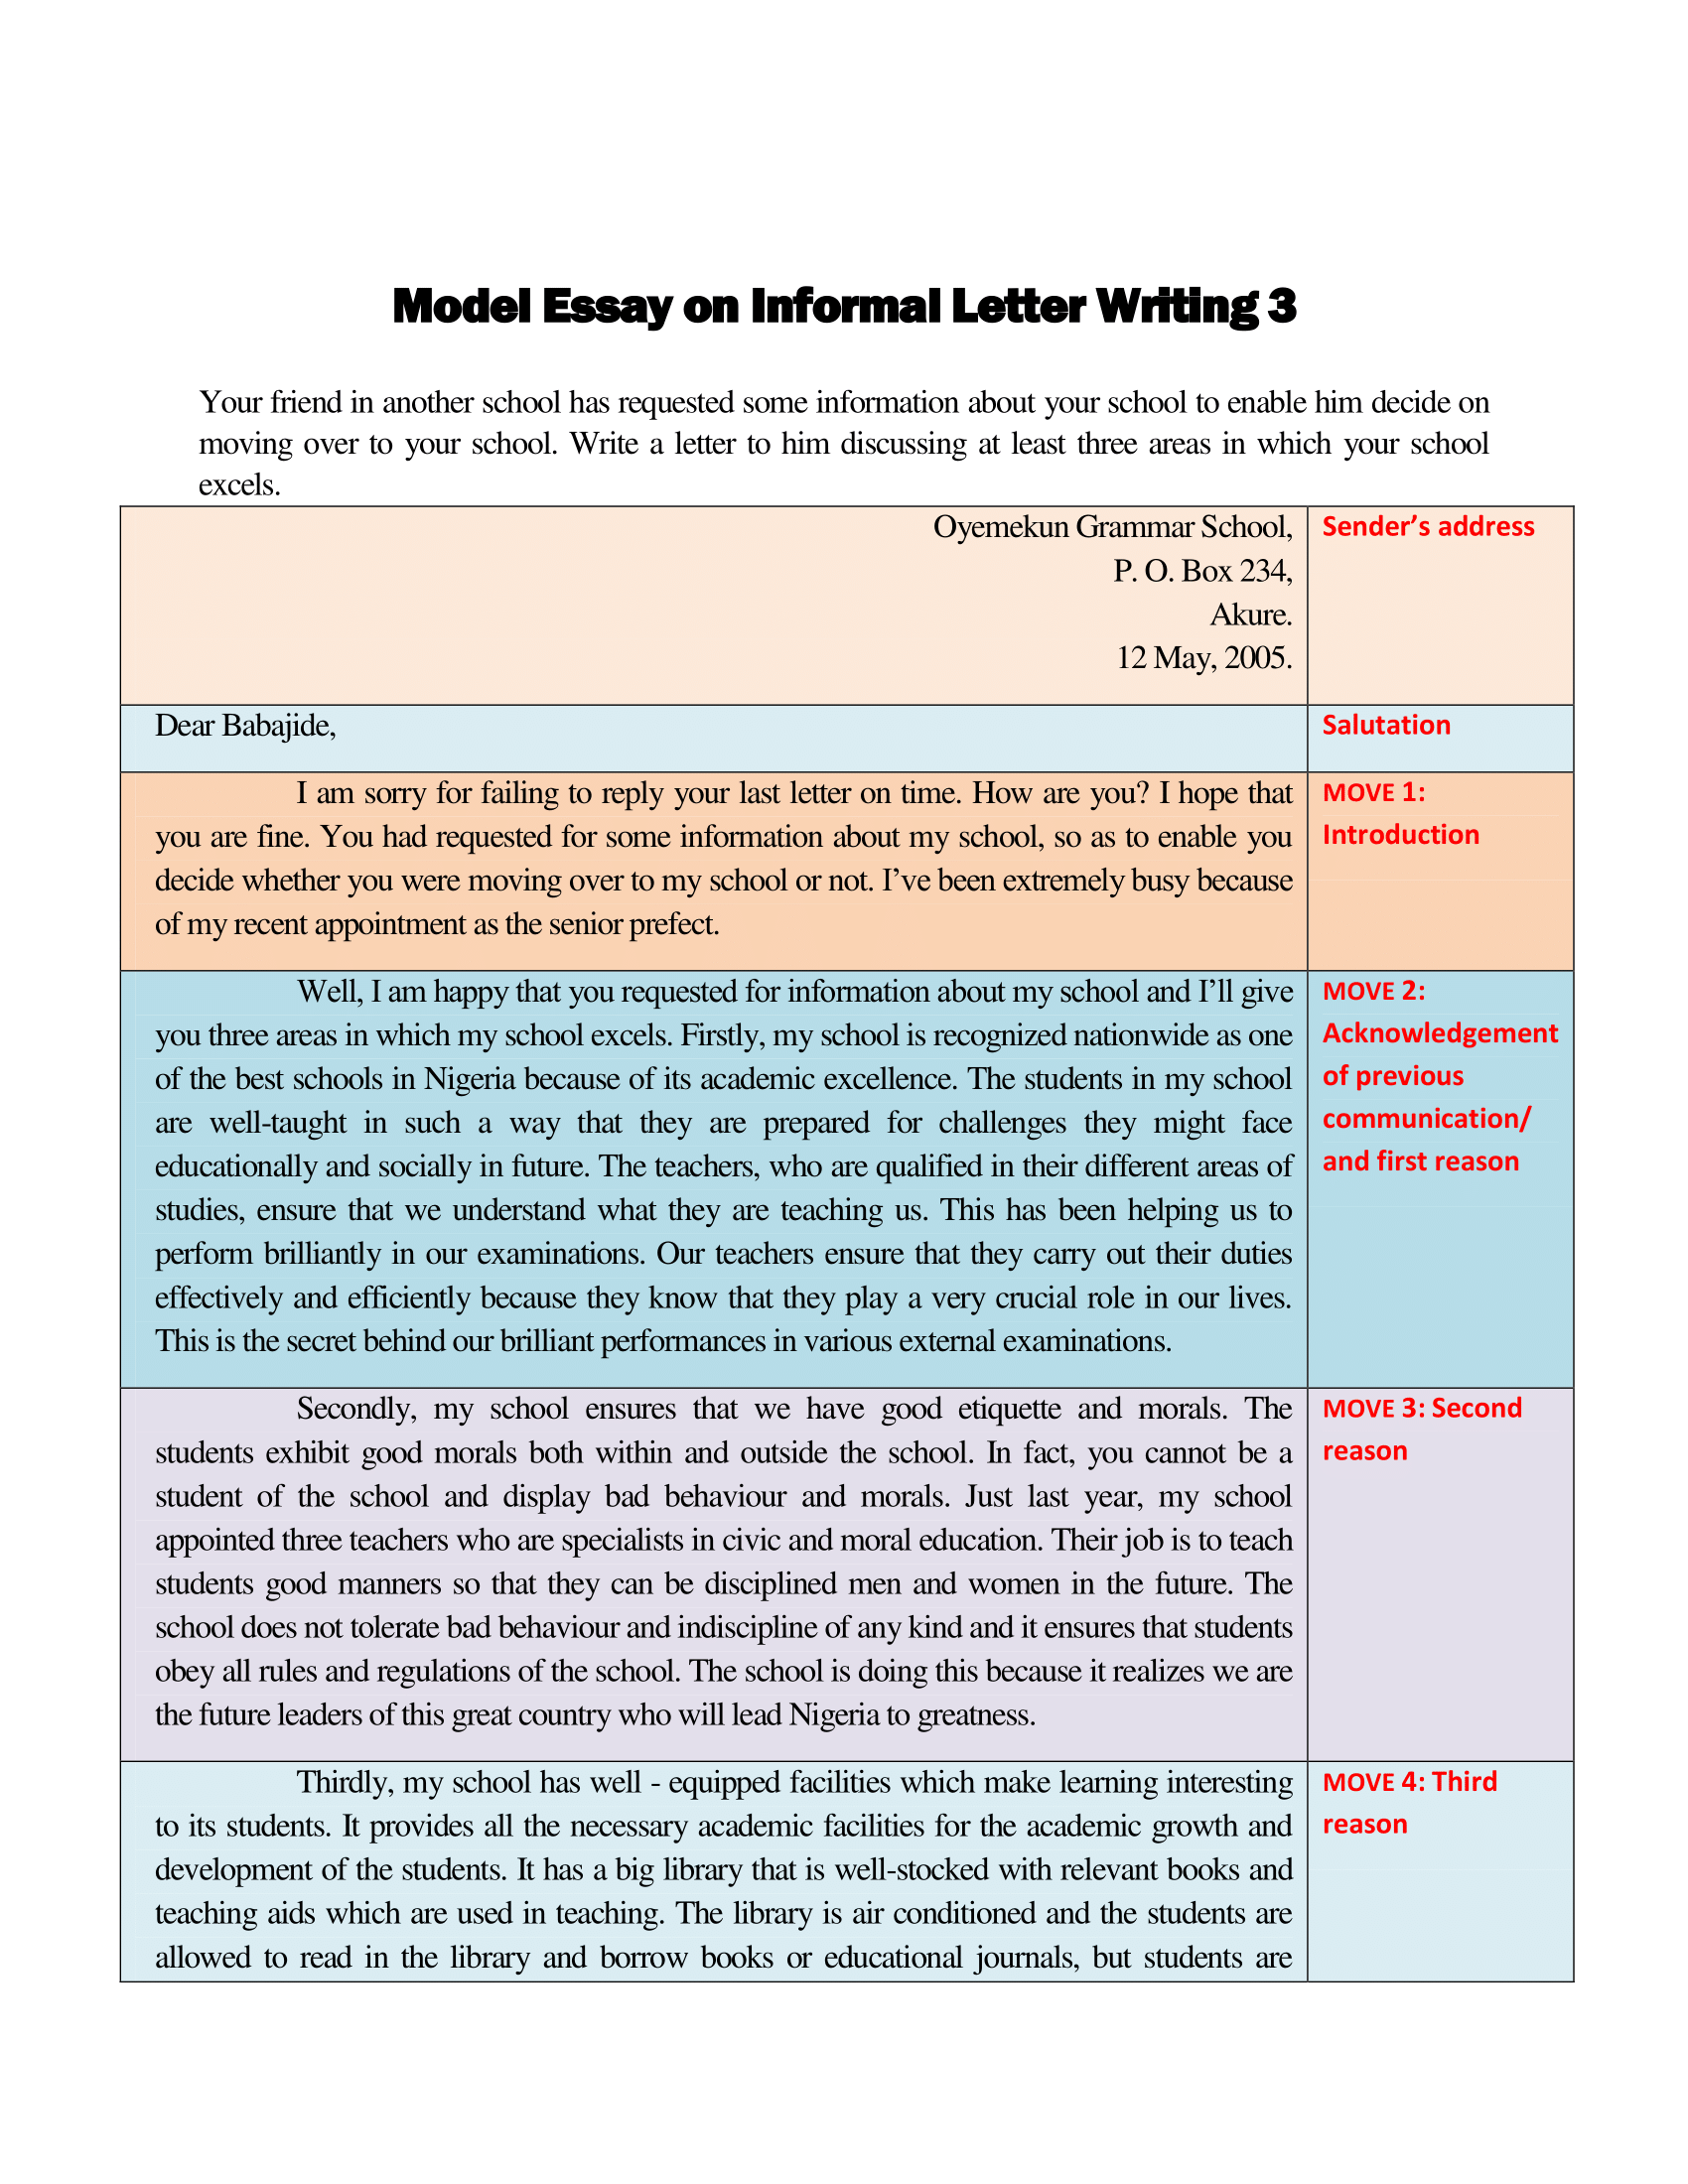 Model Essay on Informal Letter Writing 3
Your friend in another school has requested some information about your school to enable him decide on
moving over to your school. Write a letter to him discussing at least three areas in which your school
excels.
Oyemekun Grammar School,
P. O. Box 234,
Akure.
12 May, 2005.
Sender’s address
Dear Babajide,
Salutation
I am sorry for failing to reply your last letter on time. How are you? I hope that
you are fine. You had requested for some information about my school, so as to enable you
decide whether you were moving over to my school or not. I’ve been extremely busy because
of my recent appointment as the senior prefect.
MOVE 1:
Introduction
Well, I am happy that you requested for information about my school and I’ll give
you three areas in which my school excels. Firstly, my school is recognized nationwide as one
of the best schools in Nigeria because of its academic excellence. The students in my school
are well-taught in such a way that they are prepared for challenges they might face
educationally and socially in future. The teachers, who are qualified in their different areas of
studies, ensure that we understand what they are teaching us. This has been helping us to
perform brilliantly in our examinations. Our teachers ensure that they carry out their duties
effectively and efficiently because they know that they play a very crucial role in our lives.
This is the secret behind our brilliant performances in various external examinations.
MOVE 2:
Acknowledgement
of previous
communication/
and first reason
Secondly, my school ensures that we have good etiquette and morals. The
students exhibit good morals both within and outside the school. In fact, you cannot be a
student of the school and display bad behaviour and morals. Just last year, my school
appointed three teachers who are specialists in civic and moral education. Their job is to teach
students good manners so that they can be disciplined men and women in the future. The
school does not tolerate bad behaviour and indiscipline of any kind and it ensures that students
obey all rules and regulations of the school. The school is doing this because it realizes we are
the future leaders of this great country who will lead Nigeria to greatness.
MOVE 3: Second
reason
Thirdly, my school has well - equipped facilities which make learning interesting
to its students. It provides all the necessary academic facilities for the academic growth and
development of the students. It has a big library that is well-stocked with relevant books and
teaching aids which are used in teaching. The library is air conditioned and the students are
allowed to read in the library and borrow books or educational journals, but students are
MOVE 4: Third
reason